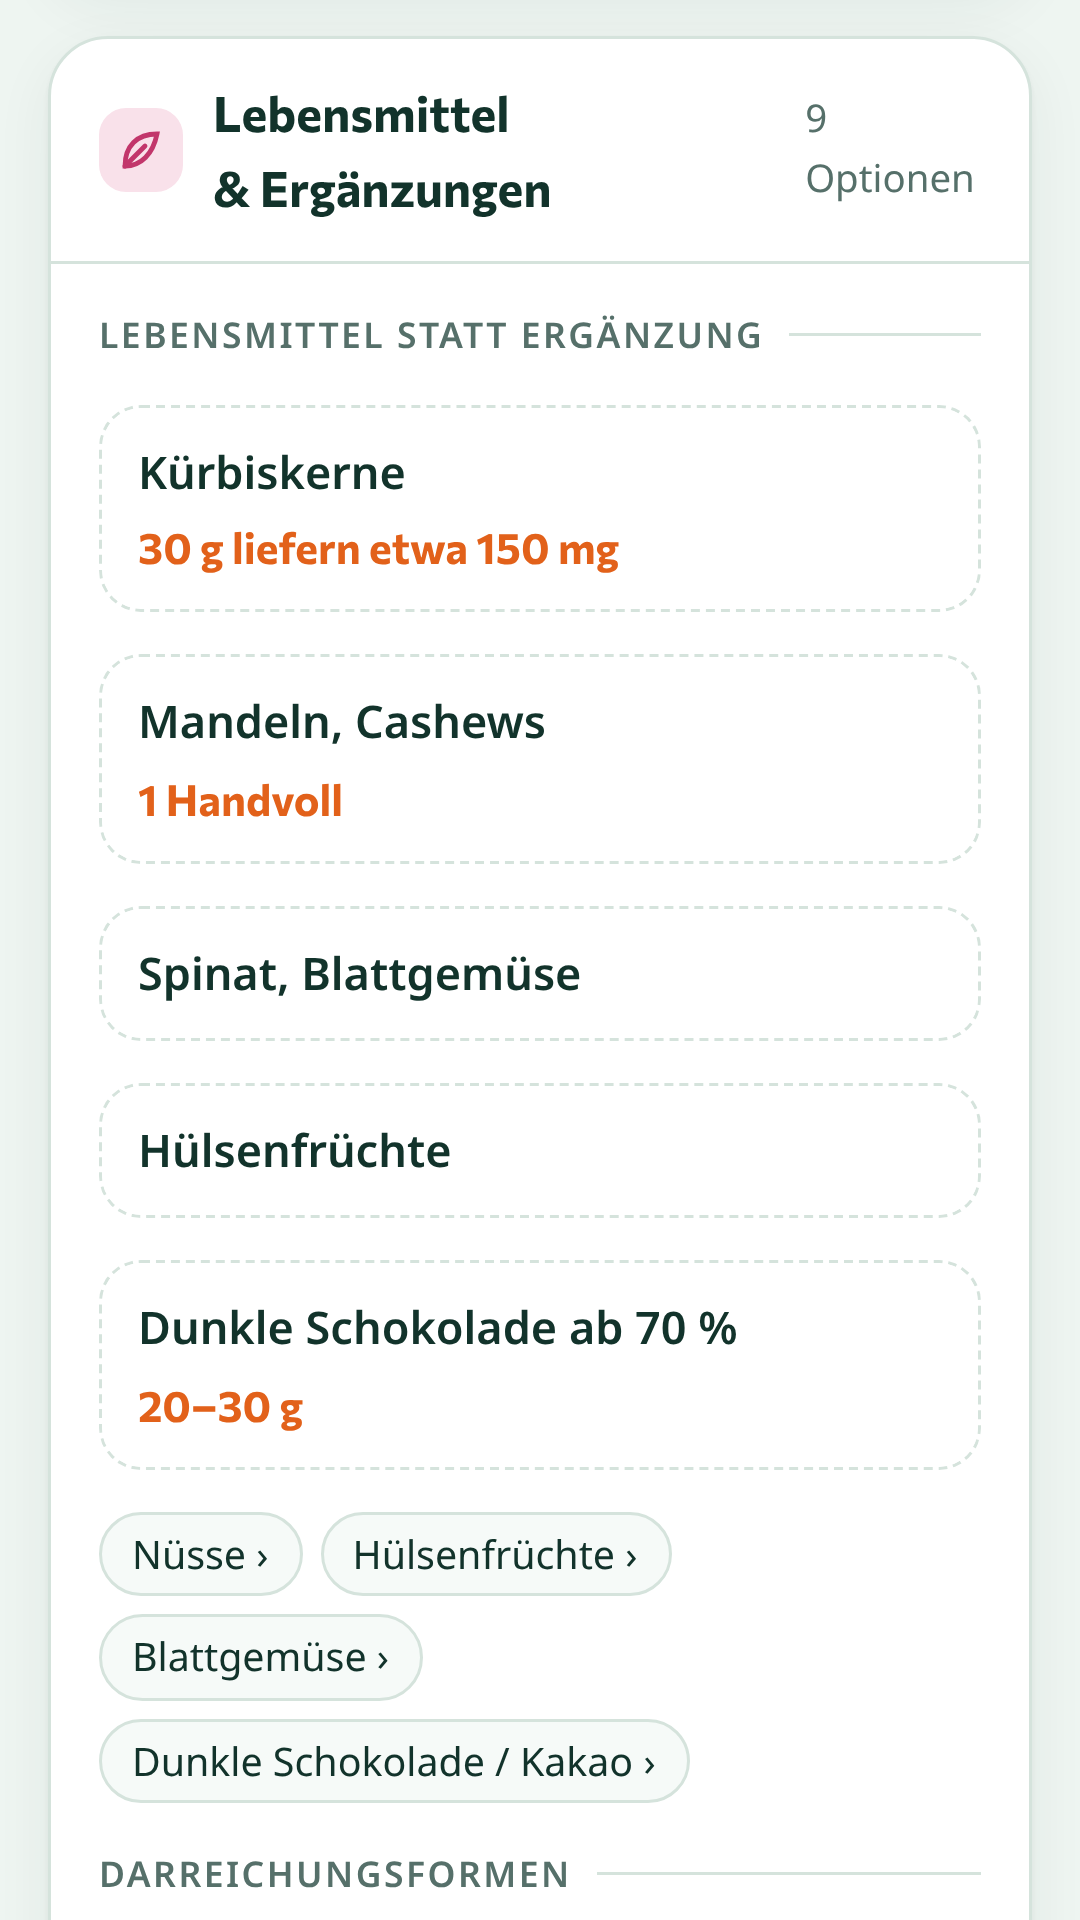 Lebensmittel
& Ergänzungen
9
Optionen
LEBENSMITTEL STATT ERGÄNZUNG
Kürbiskerne
30 g liefern etwa 150 mg
Mandeln, Cashews
1 Handvoll
Spinat, Blattgemüse
Hülsenfrüchte
Dunkle Schokolade ab 70 %
20–30 g
Nüsse ›
Hülsenfrüchte ›
Blattgemüse ›
Dunkle Schokolade / Kakao ›
DARREICHUNGSFORMEN